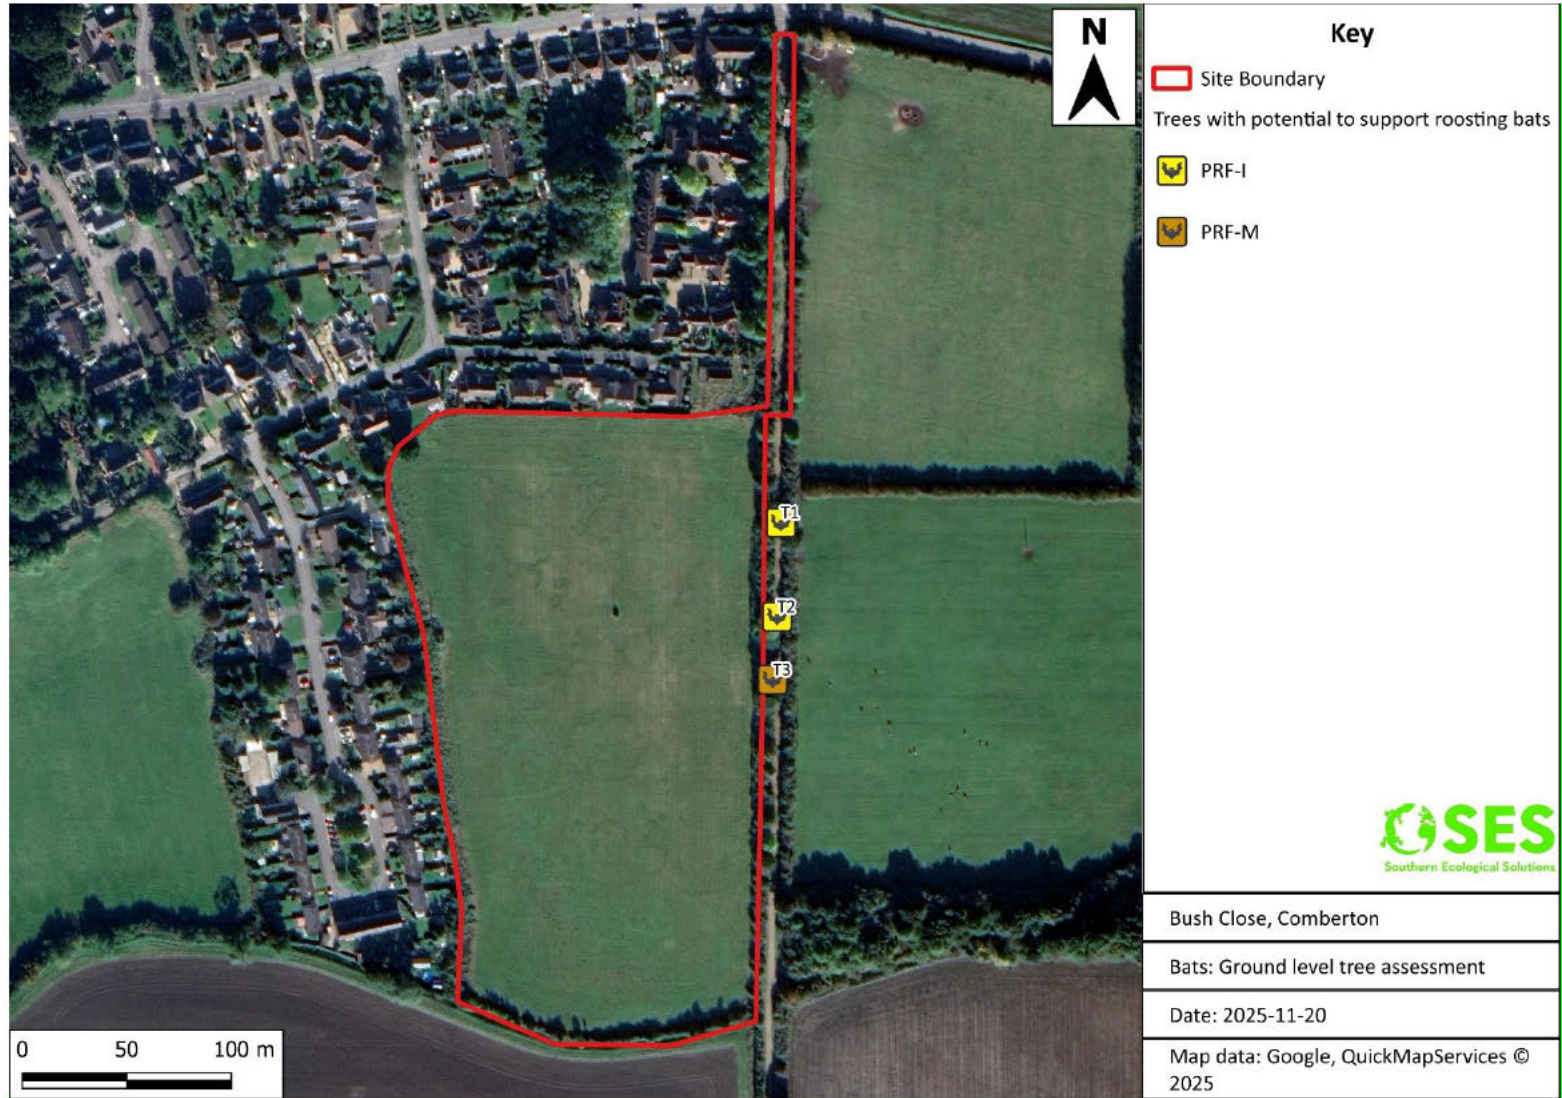 N
T1
T2
T3
0 50 100 m
Key
Site Boundary
Trees with potential to support roosting bats
PRF-I
PRF-M
SES
Southern Ecological Solutions
Bush Close, Comberton
Bats: Ground level tree assessment
Date: 2025-11-20
Map data: Google, QuickMapServices ©
2025